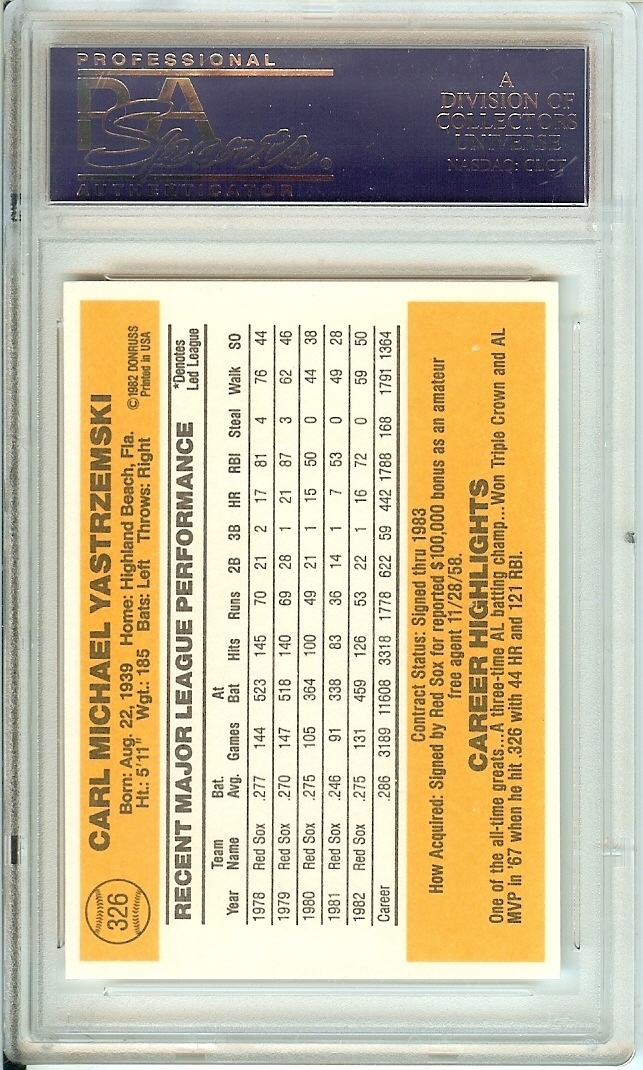 PROFESSIONAL
PSA
Sports®
AUTHENTICATOR
A
DIVISION OF
COLLECTORS
UNIVERSE
NASDAQ: CLCT
326
CARL MICHAEL YASTRZEMSKI
Born: Aug. 22, 1939 Home: Highland Beach, Fla.
Ht.: 5'11" Wgt.: 185 Bats: Left Throws: Right
©1982 DONRUSS
Printed in USA
RECENT MAJOR LEAGUE PERFORMANCE
*Denotes
Led League
Year Team Name Bat. Avg. Games At Bat Hits Runs 2B 3B HR RBI Steal Walk SO
1978 Red Sox .277 144 523 145 70 21 2 17 81 4 76 44
1979 Red Sox .270 147 518 140 69 28 1 21 87 3 62 46
1980 Red Sox .275 105 364 100 49 21 1 15 50 0 44 38
1981 Red Sox .246 91 338 83 36 14 1 7 53 0 49 28
1982 Red Sox .275 131 459 126 53 22 1 16 72 0 59 50
Career .286 3189 11608 3318 1778 622 59 442 1788 168 1791 1364
Contract Status: Signed thru 1983
How Acquired: Signed by Red Sox for reported $100,000 bonus as an amateur
free agent 11/28/58.
CAREER HIGHLIGHTS
One of the all-time greats...A three-time AL batting champ...Won Triple Crown and AL
MVP in '67 when he hit .326 with 44 HR and 121 RBI.